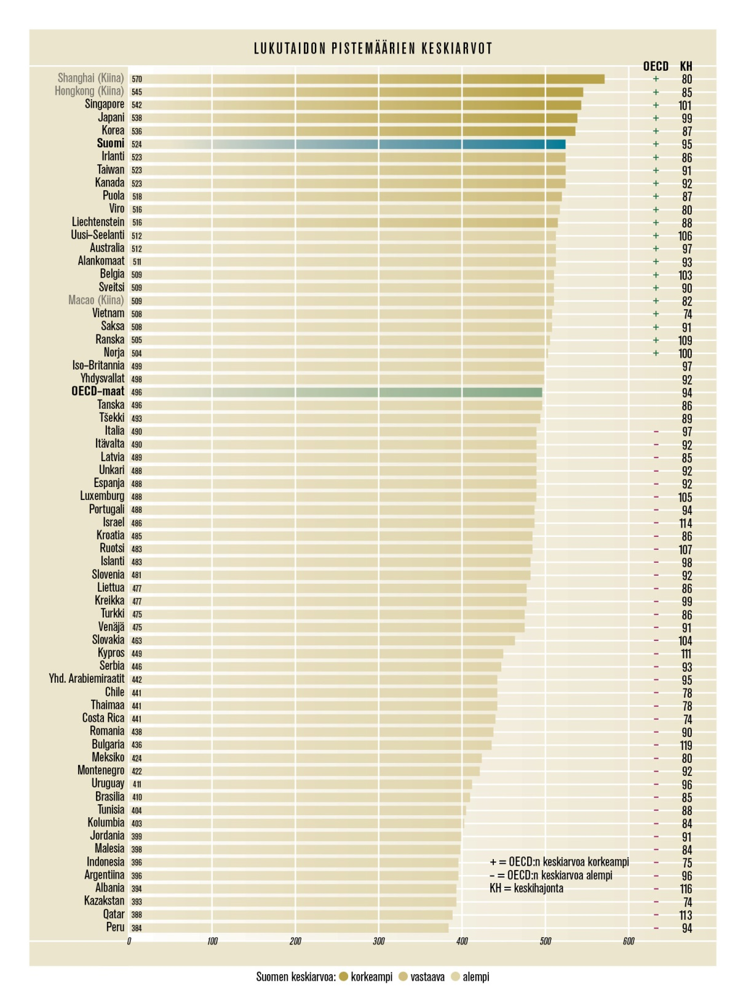 LUKUTAIDON PISTEMÄÄRIEN KESKIARVOT
OECD KH
Shanghai (Kiina) 570 + 80
Hongkong (Kiina) 545 + 85
Singapore 542 + 101
Japani 538 + 99
Korea 536 + 87
Suomi 524 + 95
Irlanti 523 + 86
Taiwan 523 + 91
Kanada 523 + 92
Puola 518 + 87
Viro 516 + 80
Liechtenstein 516 + 88
Uusi–Seelanti 512 + 106
Australia 512 + 97
Alankomaat 511 + 93
Belgia 509 + 103
Sveitsi 509 + 90
Macao (Kiina) 509 + 82
Vietnam 508 + 74
Saksa 508 + 91
Ranska 505 + 109
Norja 504 + 100
Iso–Britannia 499 97
Yhdysvallat 498 92
OECD–maat 496 94
Tanska 496 86
Tšekki 493 89
Italia 490 – 97
Itävalta 490 – 92
Latvia 489 – 85
Unkari 488 – 92
Espanja 488 – 92
Luxemburg 488 – 105
Portugali 488 – 94
Israel 486 – 114
Kroatia 485 – 86
Ruotsi 483 – 107
Islanti 483 – 98
Slovenia 481 – 92
Liettua 477 – 86
Kreikka 477 – 99
Turkki 475 – 86
Venäjä 475 – 91
Slovakia 463 – 104
Kypros 449 – 111
Serbia 446 – 93
Yhd. Arabiemiraatit 442 – 95
Chile 441 – 78
Thaimaa 441 – 78
Costa Rica 441 – 74
Romania 438 – 90
Bulgaria 436 – 119
Meksiko 424 – 80
Montenegro 422 – 92
Uruguay 411 – 96
Brasilia 410 – 85
Tunisia 404 – 88
Kolumbia 403 – 84
Jordania 399 – 91
Malesia 398 – 84
Indonesia 396 + = OECD:n keskiarvoa korkeampi – 75
Argentiina 396 – = OECD:n keskiarvoa alempi – 96
Albania 394 KH = keskihajonta – 116
Kazakstan 393 – 74
Qatar 388 – 113
Peru 384 – 94
0 100 200 300 400 500 600
Suomen keskiarvoa: korkeampi vastaava alempi